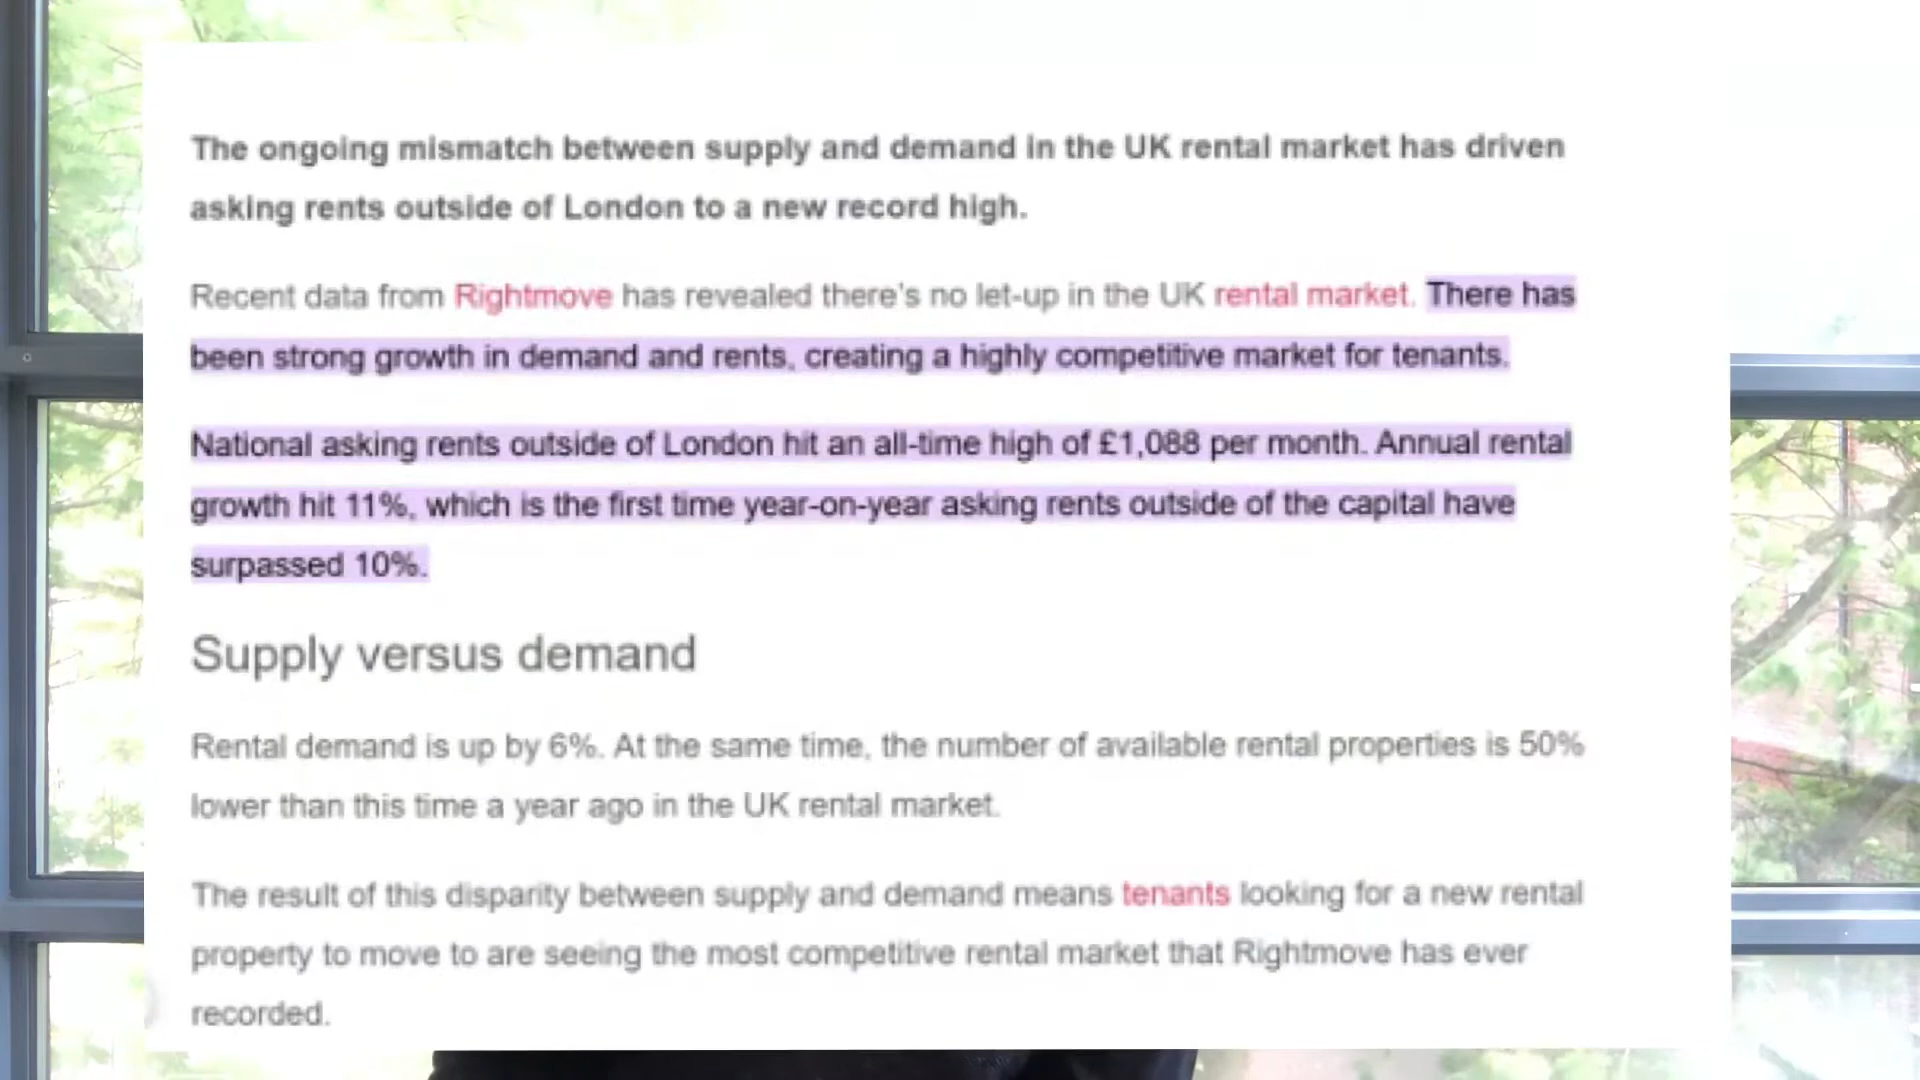 The ongoing mismatch between supply and demand in the UK rental market has driven
asking rents outside of London to a new record high.
Recent data from Rightmove has revealed there's no let-up in the UK rental market. There has
been strong growth in demand and rents, creating a highly competitive market for tenants.
National asking rents outside of London hit an all-time high of £1,088 per month. Annual rental
growth hit 11%, which is the first time year-on-year asking rents outside of the capital have
surpassed 10%.
Supply versus demand
Rental demand is up by 6%. At the same time, the number of available rental properties is 50%
lower than this time a year ago in the UK rental market.
The result of this disparity between supply and demand means tenants looking for a new rental
property to move to are seeing the most competitive rental market that Rightmove has ever
recorded.